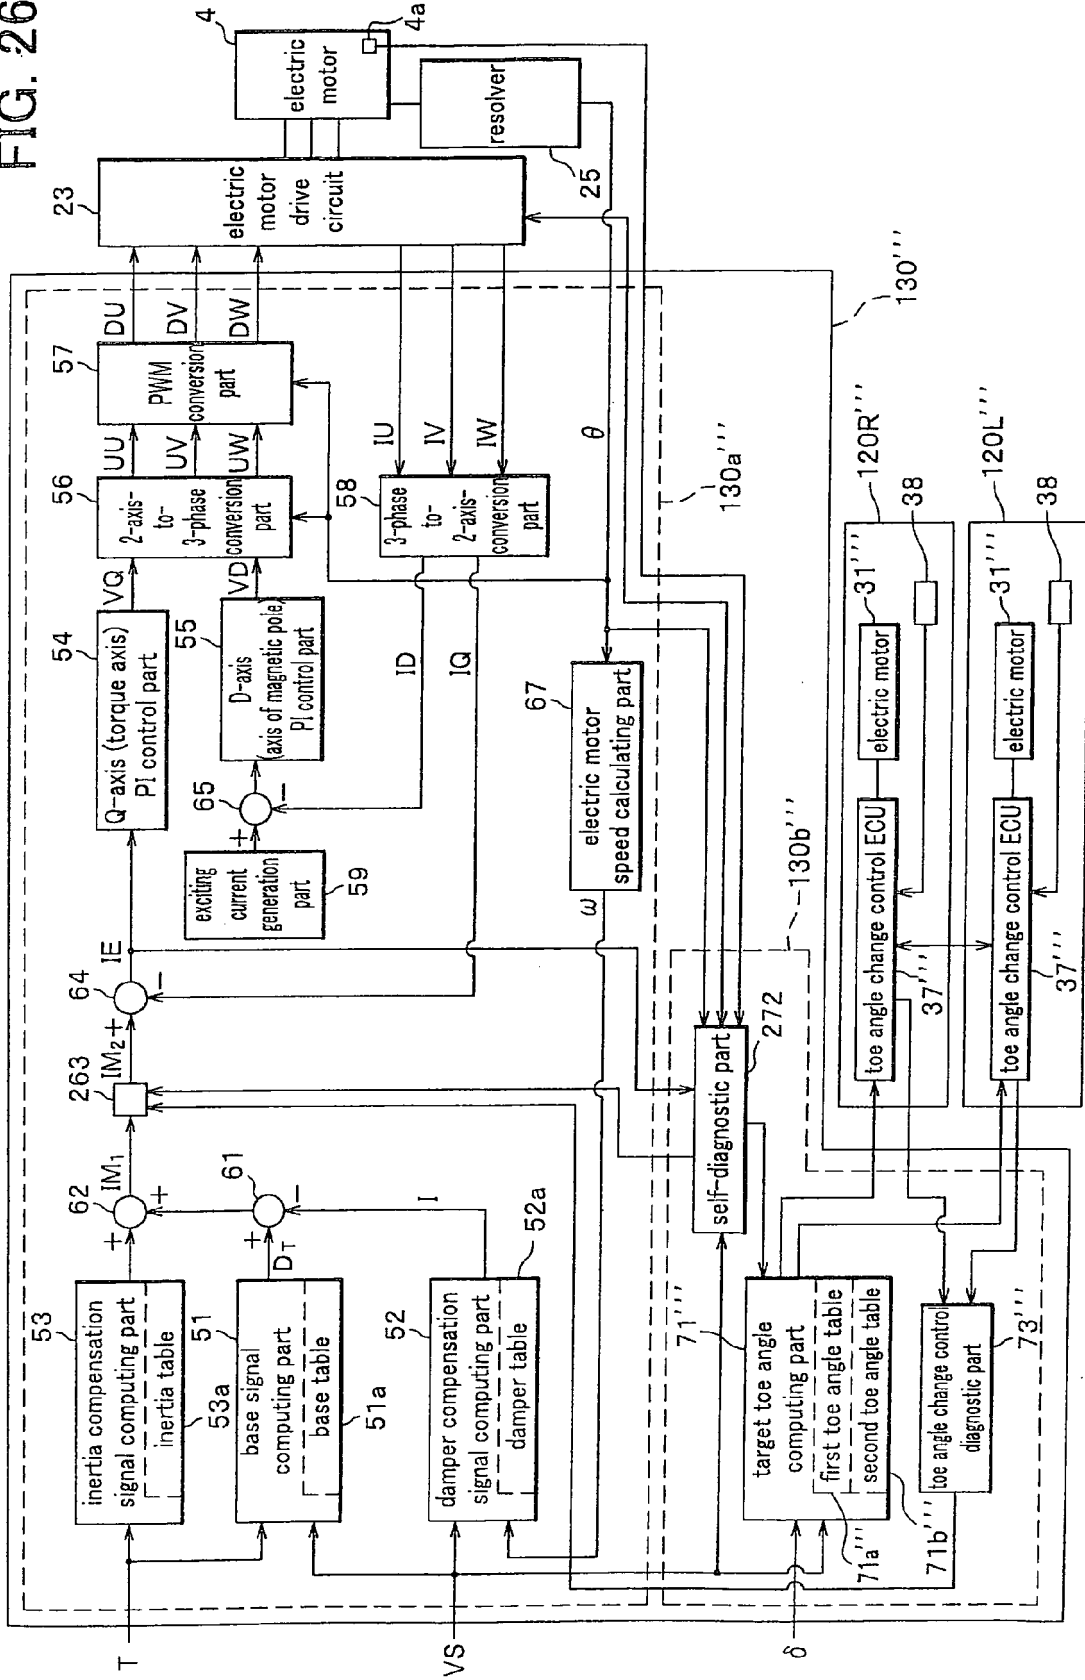 FIG. 26
T
VS
δ
53
inertia compensation
signal computing part
inertia table
53a
51
base signal
computing part
base table
51a
52
damper compensation
signal computing part
damper table
52a
62
+
+
IM1
61
+
−
DT
I
263
IM2
64
+
−
IE
54
Q-axis (torque axis)
PI control part
VQ
exciting
current
generation
part
59
65
+
−
55
D-axis
(axis of magnetic pole)
PI control part
VD
56
2-axis-
to-
3-phase
conversion
part
UU
UV
UW
57
PWM
conversion
part
DU
DV
DW
23
electric
motor
drive
circuit
4
electric
motor
4a
resolver
25
58
3-phase
to-
2-axis-
conversion
part
IU
IV
IW
ID
IQ
θ
67
electric motor
speed calculating part
ω
130a'''
130b'''
130'''
self-diagnostic part
272
71'''
target toe angle
computing part
first toe angle table
second toe angle table
71a'''
71b'''
toe angle change control
diagnostic part
73'''
120R'''
toe angle change control ECU
37'''
electric motor
31'''
38
120L'''
toe angle change control ECU
37'''
electric motor
31'''
38